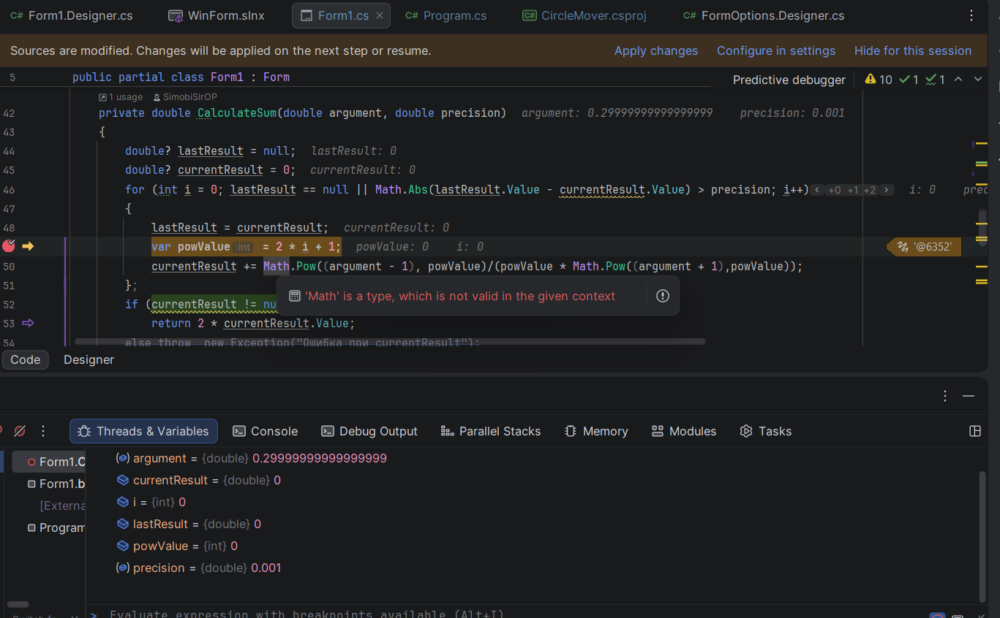 C# Form1.Designer.cs WinForm.slnx Form1.cs × C# Program.cs C# CircleMover.csproj C# FormOptions.Designer.cs
Sources are modified. Changes will be applied on the next step or resume. Apply changes Configure in settings Hide for this session
5 public partial class Form1 : Form Predictive debugger 10 1 1
1 usage SimobiSirOP
42 private double CalculateSum(double argument, double precision) argument: 0.29999999999999999 precision: 0.001
43 {
44 double? lastResult = null; lastResult: 0
45 double? currentResult = 0; currentResult: 0
46 for (int i = 0; lastResult == null || Math.Abs(lastResult.Value - currentResult.Value) > precision; i++) < +0 +1 +2 > i: 0 prec
47 {
48 lastResult = currentResult; currentResult: 0
var powValue :int = 2 * i + 1; powValue: 0 i: 0 '@6352'
50 currentResult += Math.Pow((argument - 1), powValue)/(powValue * Math.Pow((argument + 1),powValue));
51 };
'Math' is a type, which is not valid in the given context
52 if (currentResult != nu
53 return 2 * currentResult.Value;
54 else throw new Exception("Ошибка при currentResult");
Code Designer
Threads & Variables Console Debug Output Parallel Stacks Memory Modules Tasks
Form1.C argument = {double} 0.29999999999999999
Form1.b currentResult = {double} 0
[Externa i = {int} 0
Program lastResult = {double} 0
powValue = {int} 0
precision = {double} 0.001
> Evaluate expression with breakpoints available (Alt+I)